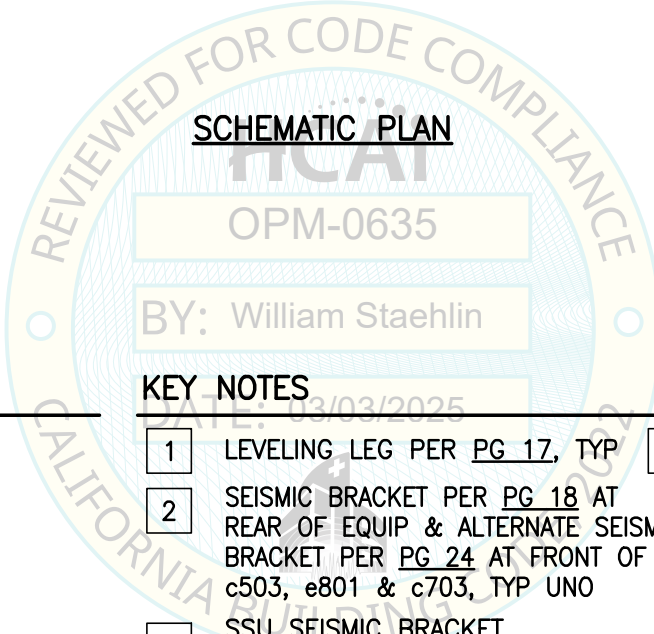 REVIEWED FOR CODE COMPLIANCE
SCHEMATIC PLAN
HCAi
OPM-0635
BY: William Staehlin
KEY NOTES
DATE: 03/03/2025
1 LEVELING LEG PER PG 17, TYP
2 SEISMIC BRACKET PER PG 18 AT
REAR OF EQUIP & ALTERNATE
BRACKET PER PG 24 AT FRONT OF
c503, e801 & c703, TYP UNO
SSU SEISMIC BRACKET
CALIFORNIA BUILDING CODE 2022